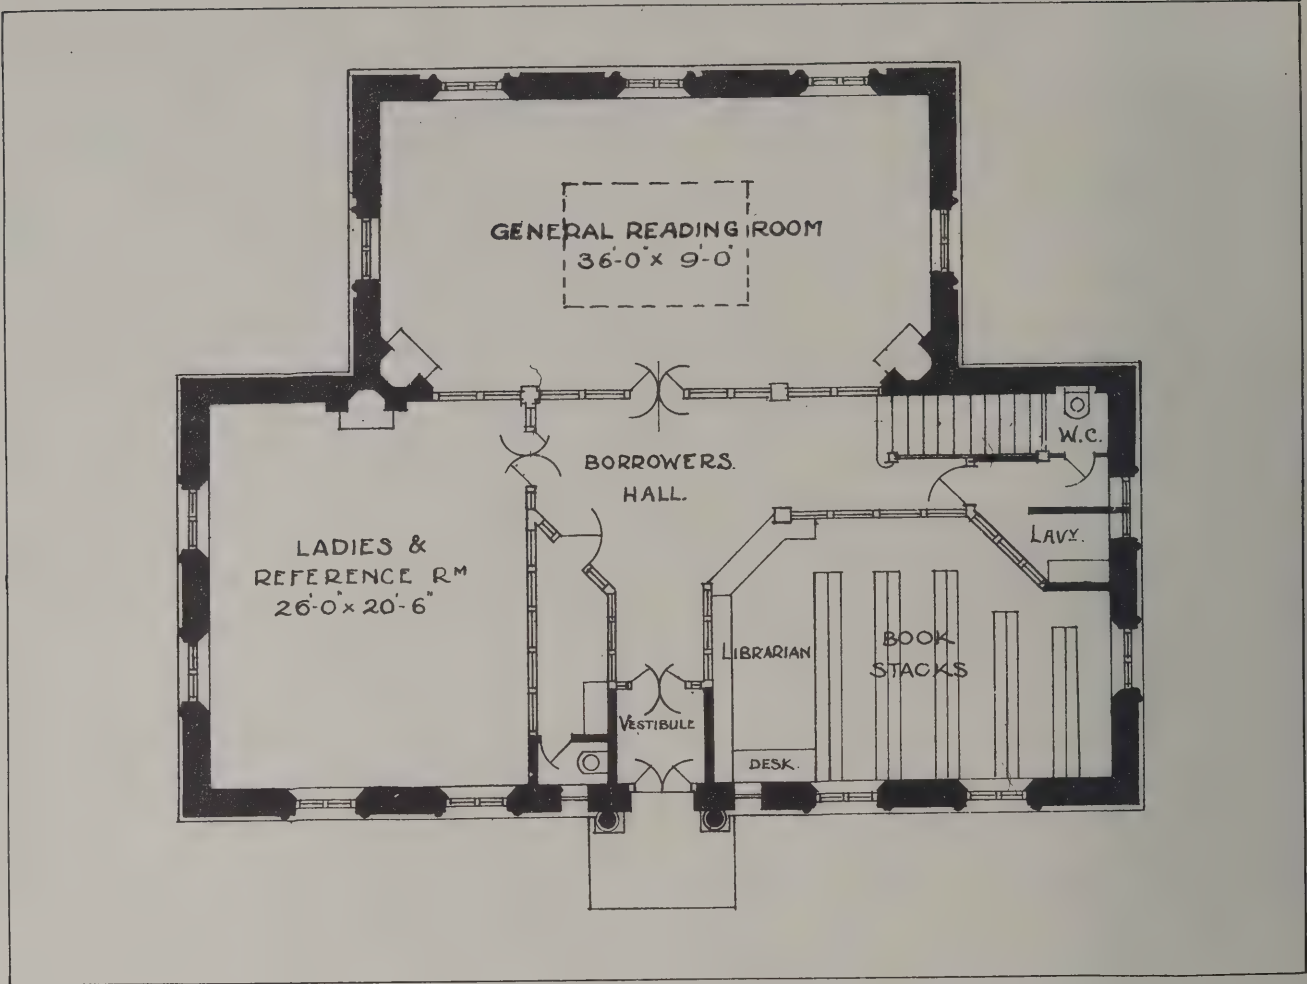 GENERAL READING ROOM
36'-0" x 9'-0"
W.C.
BORROWERS.
HALL.
LAVY.
LADIES &
REFERENCE RM
26'-0" x 20'-6"
LIBRARIAN
BOOK
STACKS
VESTIBULE
DESK.